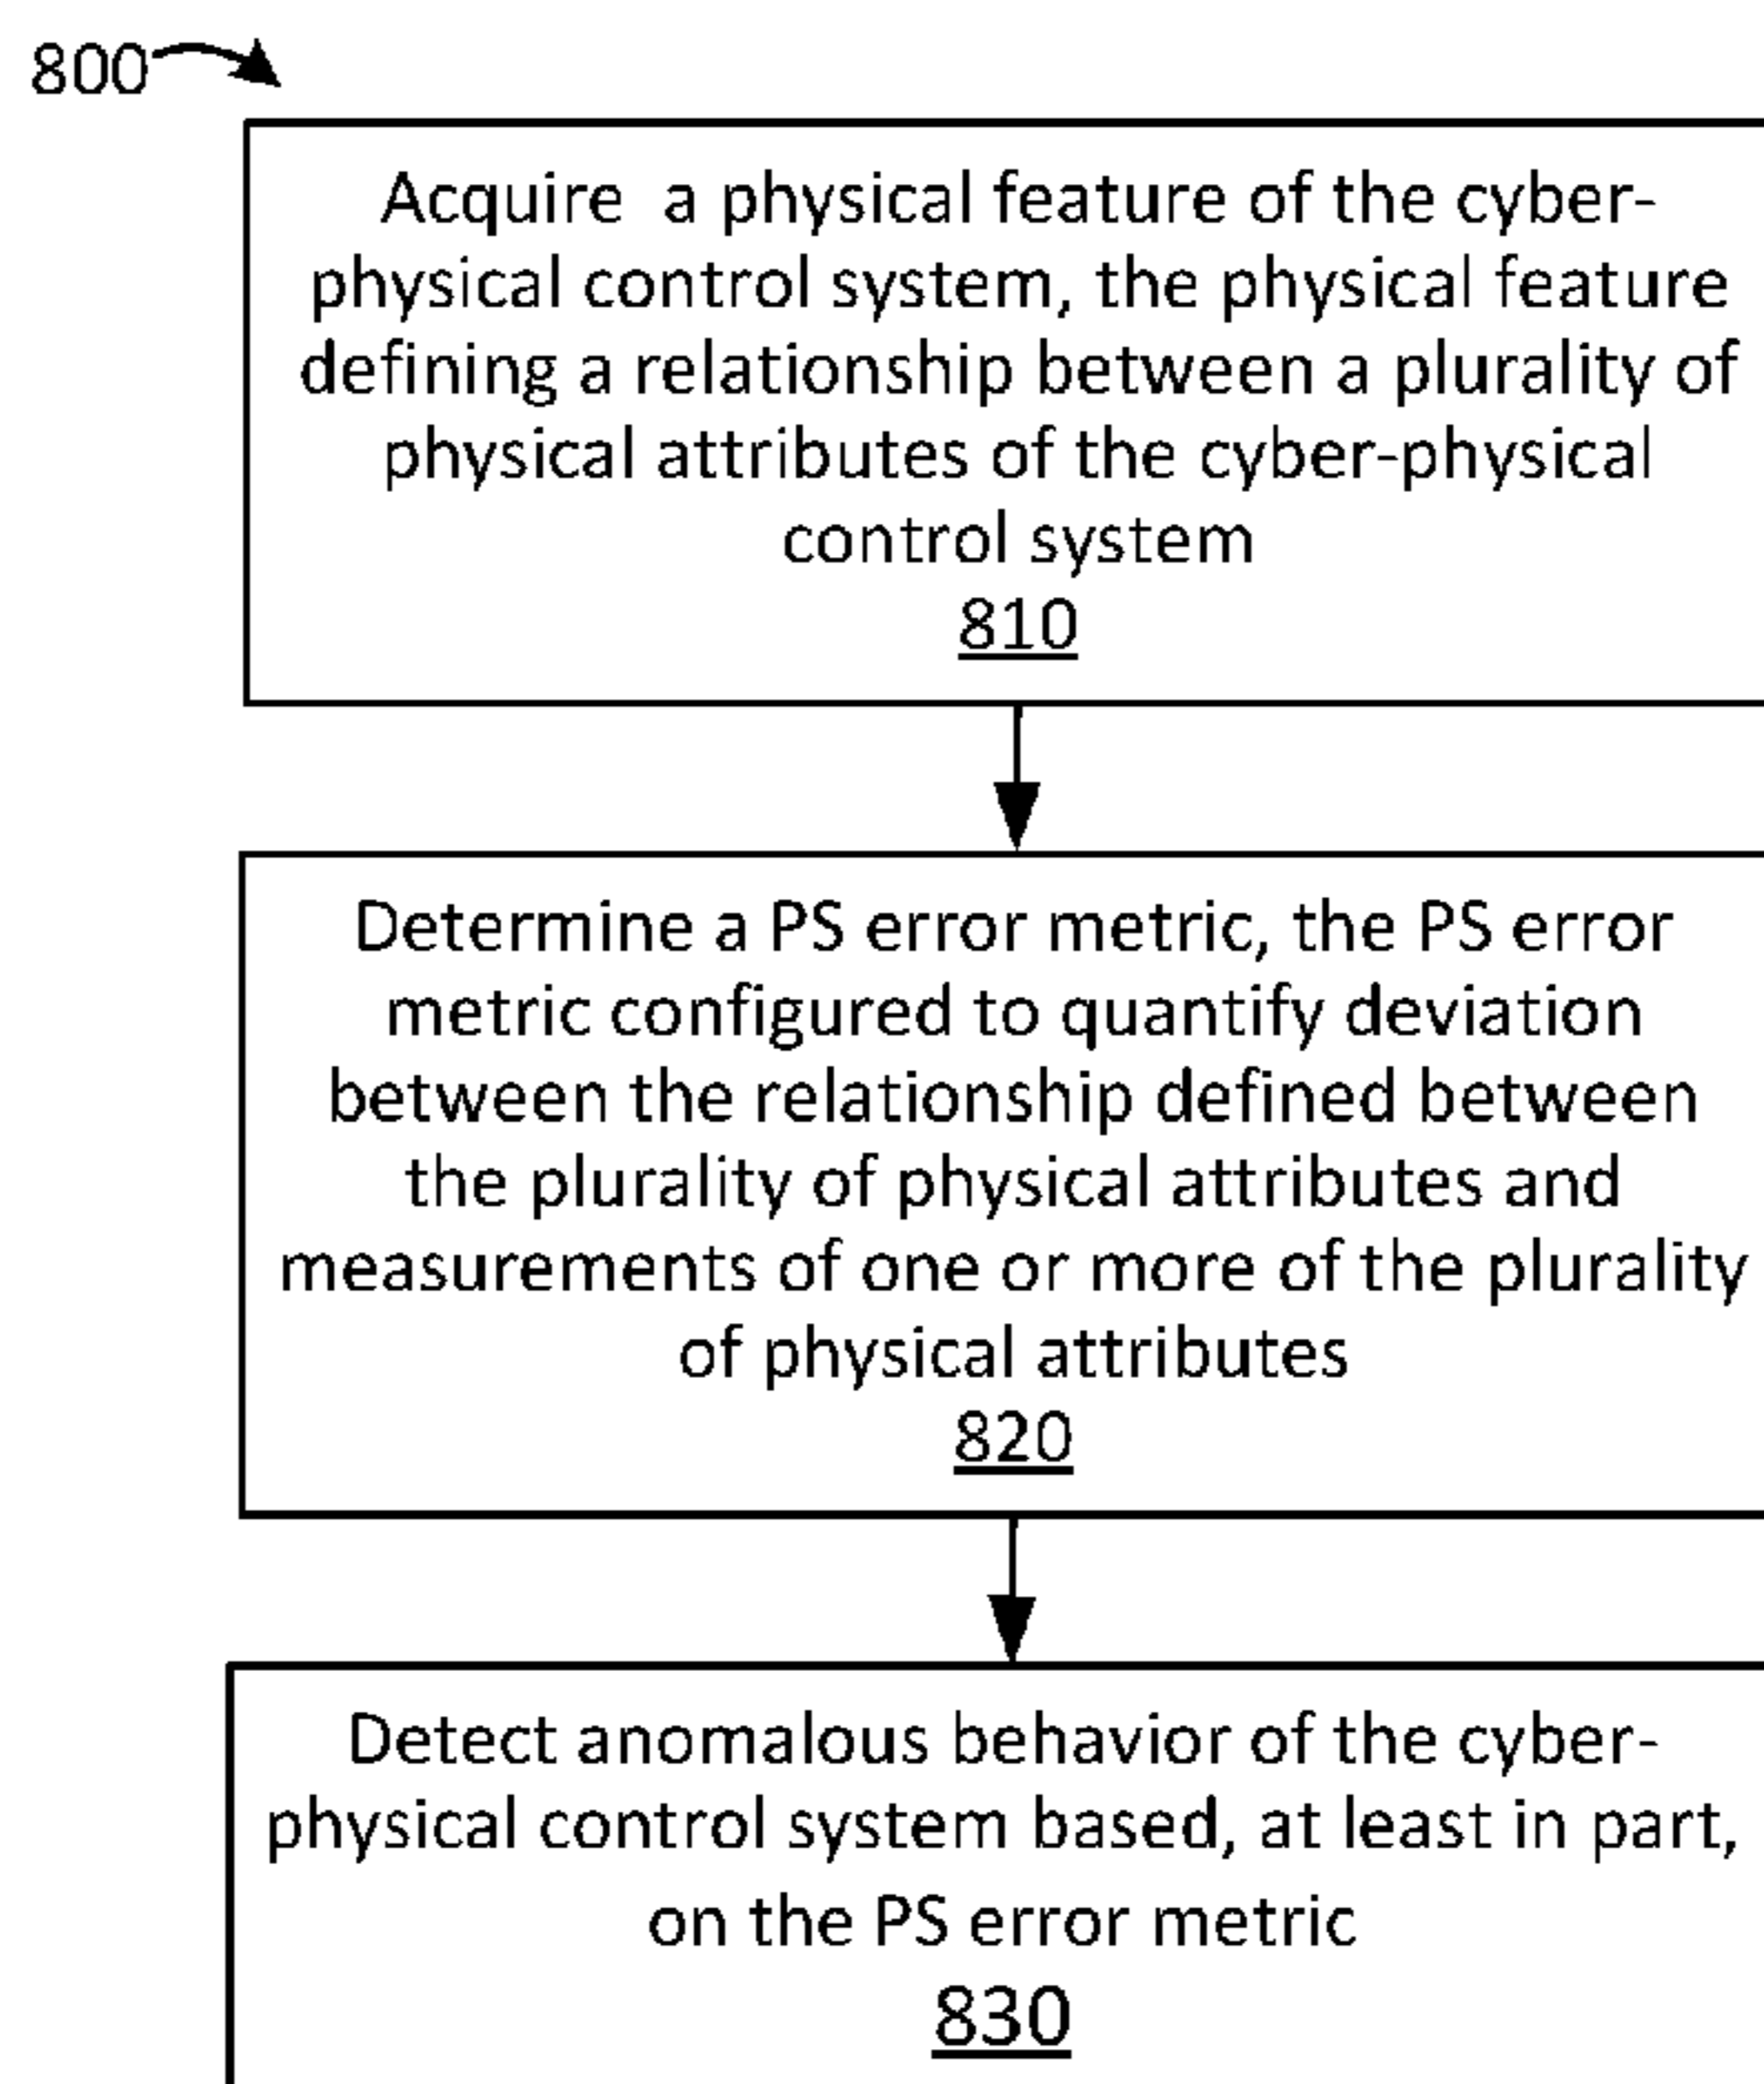 800
Acquire a physical feature of the cyber-
physical control system, the physical feature
defining a relationship between a plurality of
physical attributes of the cyber-physical
control system
810
Determine a PS error metric, the PS error
metric configured to quantify deviation
between the relationship defined between
the plurality of physical attributes and
measurements of one or more of the plurality
of physical attributes
820
Detect anomalous behavior of the cyber-
physical control system based, at least in part,
on the PS error metric
830